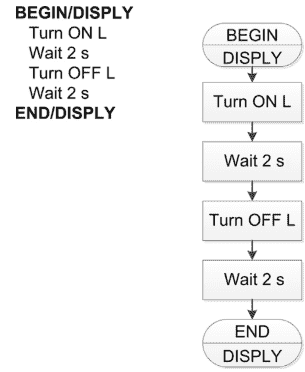 BEGIN/DISPLY
Turn ON L
Wait 2 s
Turn OFF L
Wait 2 s
END/DISPLY
BEGIN
DISPLY
Turn ON L
Wait 2 s
Turn OFF L
Wait 2 s
END
DISPLY